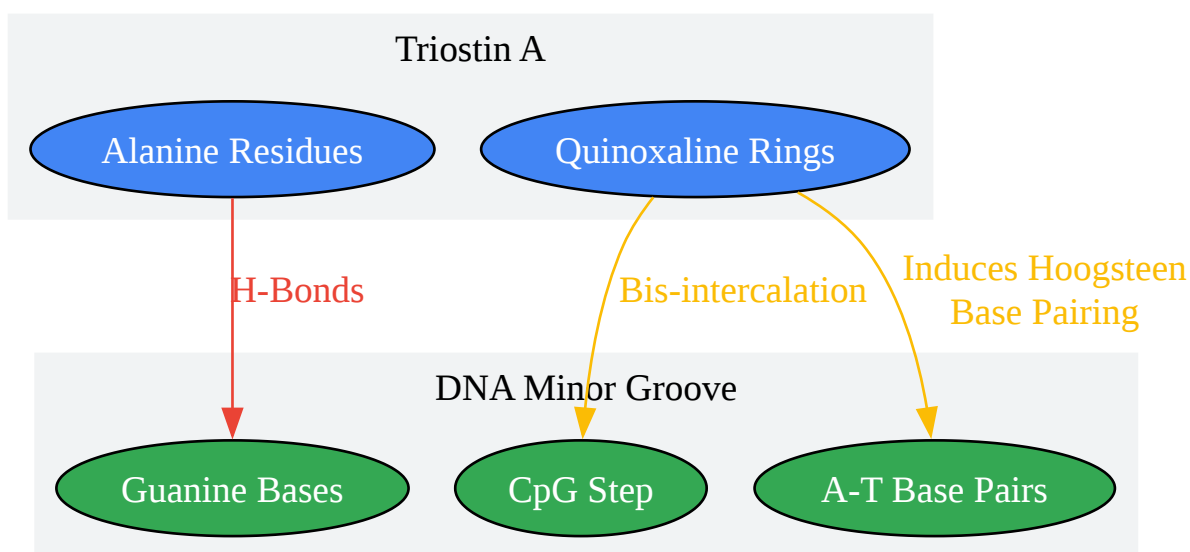 Triostin A
Alanine Residues
Quinoxaline Rings
H-Bonds
Bis-intercalation
Induces Hoogsteen
Base Pairing
DNA Minor Groove
Guanine Bases
CpG Step
A-T Base Pairs